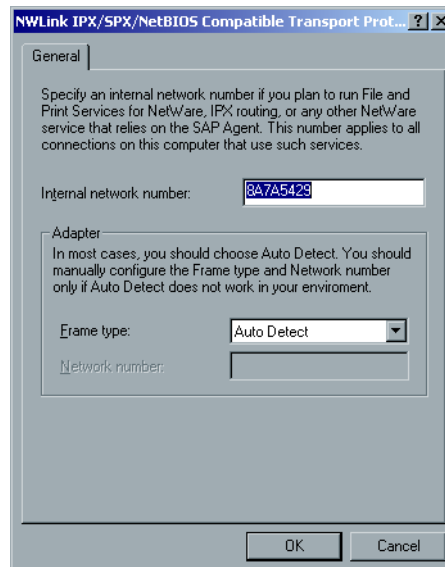 NWLink IPX/SPX/NetBIOS Compatible Transport Prot... ? X
General
Specify an internal network number if you plan to run File and
Print Services for NetWare, IPX routing, or any other NetWare
service that relies on the SAP Agent. This number applies to all
connections on this computer that use such services.
Internal network number: 8A7A5429
Adapter
In most cases, you should choose Auto Detect. You should
manually configure the Frame type and Network number
only if Auto Detect does not work in your enviroment.
Frame type: Auto Detect
Network number:
OK Cancel